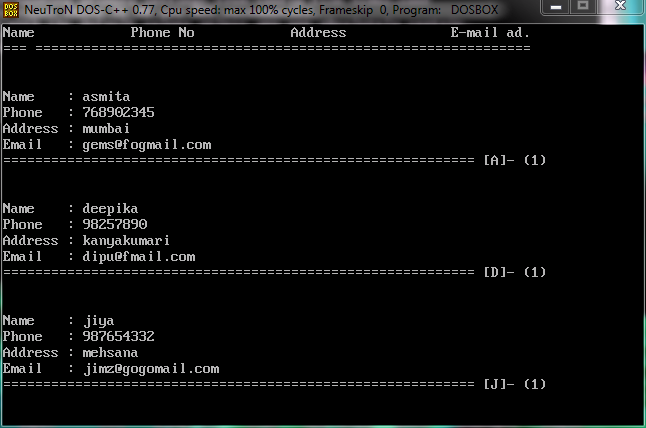 NeuTroN DOS-C++ 0.77, Cpu speed: max 100% cycles, Frameskip 0, Program: DOSBOX
Name Phone No Address E-mail ad.
=== =============================================================
Name : asmita
Phone : 768902345
Address : mumbai
Email : gems@fogmail.com
========================================================== [A]- (1)
Name : deepika
Phone : 98257890
Address : kanyakumari
Email : dipu@fmail.com
========================================================== [D]- (1)
Name : jiya
Phone : 987654332
Address : mehsana
Email : jimz@gogomail.com
========================================================== [J]- (1)